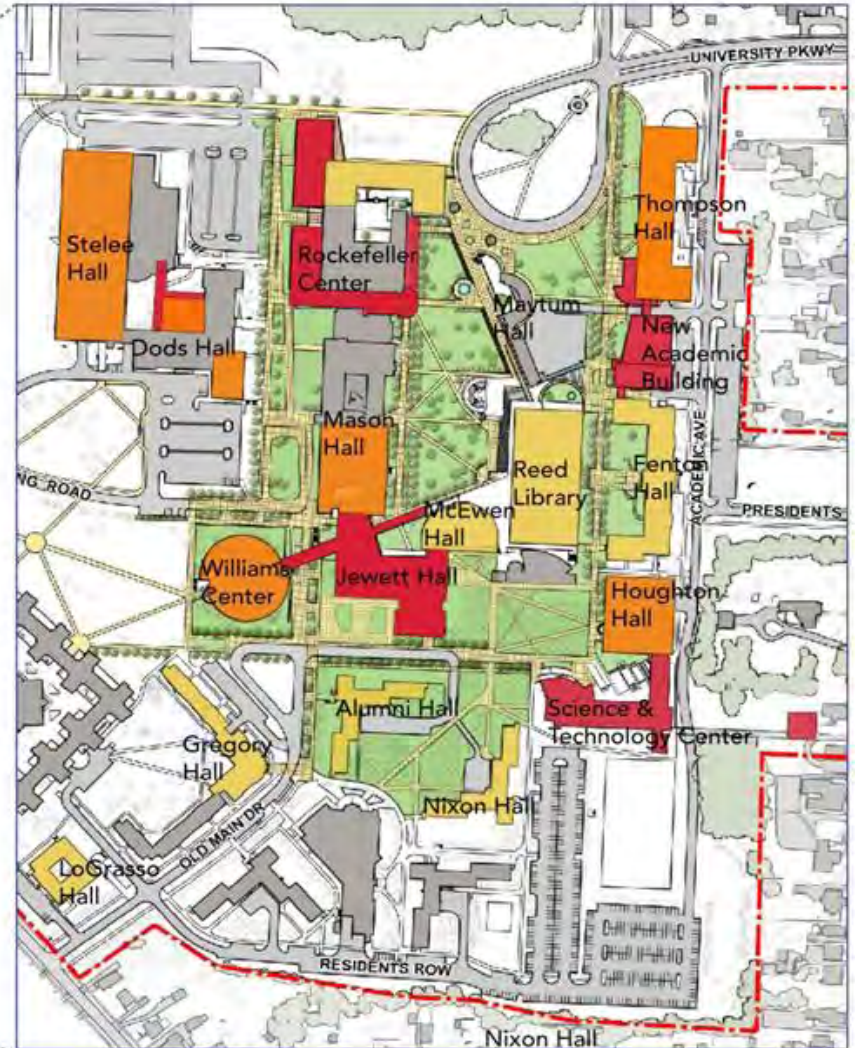 UNIVERSITY PKWY
Thompson
Hall
Stelee
Hall
Rockefeller
Center
Maytum
Hall
New
Academic
Building
Dods Hall
Mason
Hall
Reed
Library
Fenton
Hall
ACADEMIC AVE
NG ROAD
PRESIDENTS
McEwen
Hall
Williams
Center
Jewett Hall
Houghton
Hall
Alumni Hall
Science &
Technology Center
Gregory
Hall
Nixon Hall
OLD MAIN DR
LoGrasso
Hall
RESIDENTS ROW
Nixon Hall